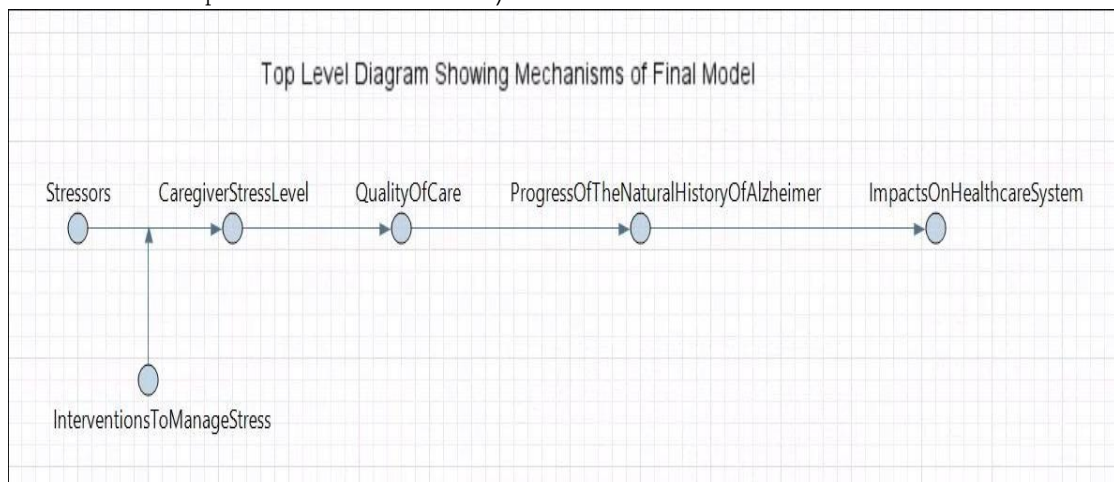 Top Level Diagram Showing Mechanisms of Final Model
Stressors CaregiverStressLevel QualityOfCare ProgressOfTheNaturalHistoryOfAlzheimer ImpactsOnHealthcareSystem
InterventionsToManageStress